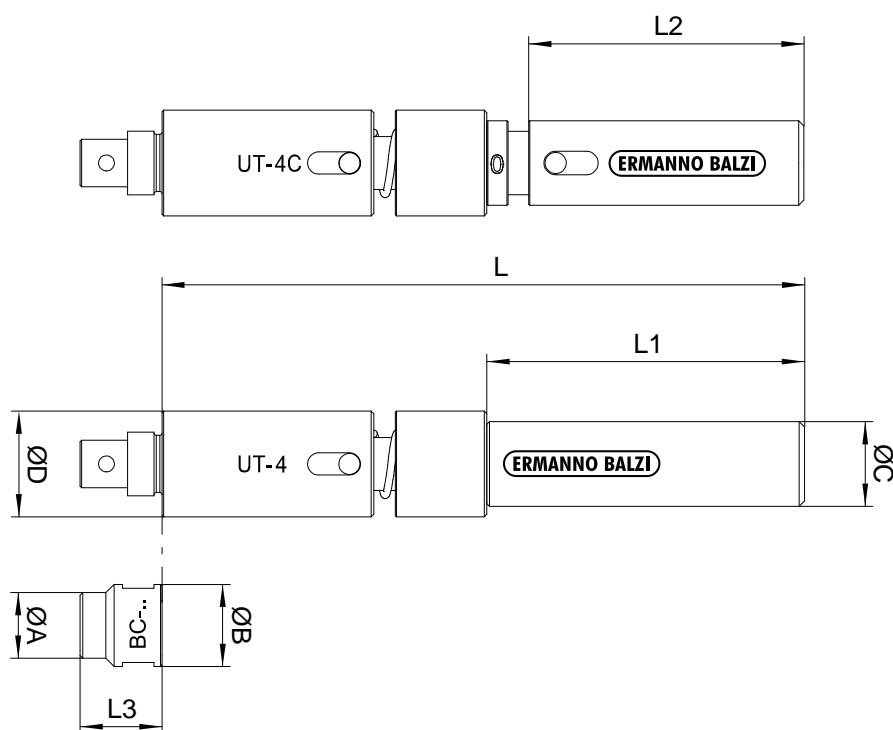 L2
UT-4C
ERMANNO BALZI
L
L1
ØD
UT-4
ERMANNO BALZI
ØC
ØA
BC-..
ØB
L3